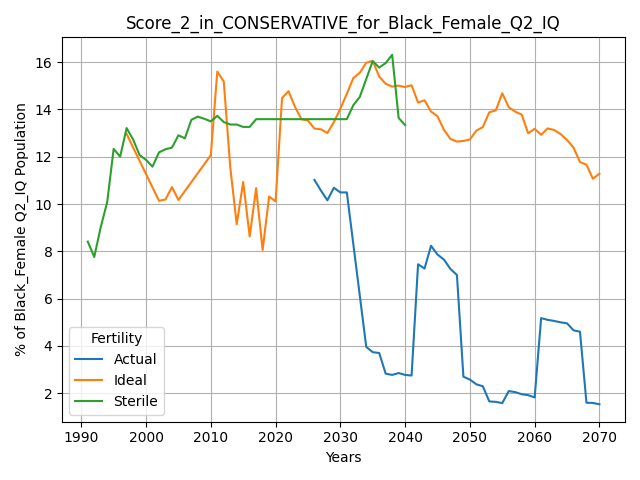 Score_2_in_CONSERVATIVE_for_Black_Female_Q2_IQ
% of Black_Female Q2_IQ Population
16
14
12
10
8
6
4
2
Fertility
Actual
Ideal
Sterile
1990 2000 2010 2020 2030 2040 2050 2060 2070
Years